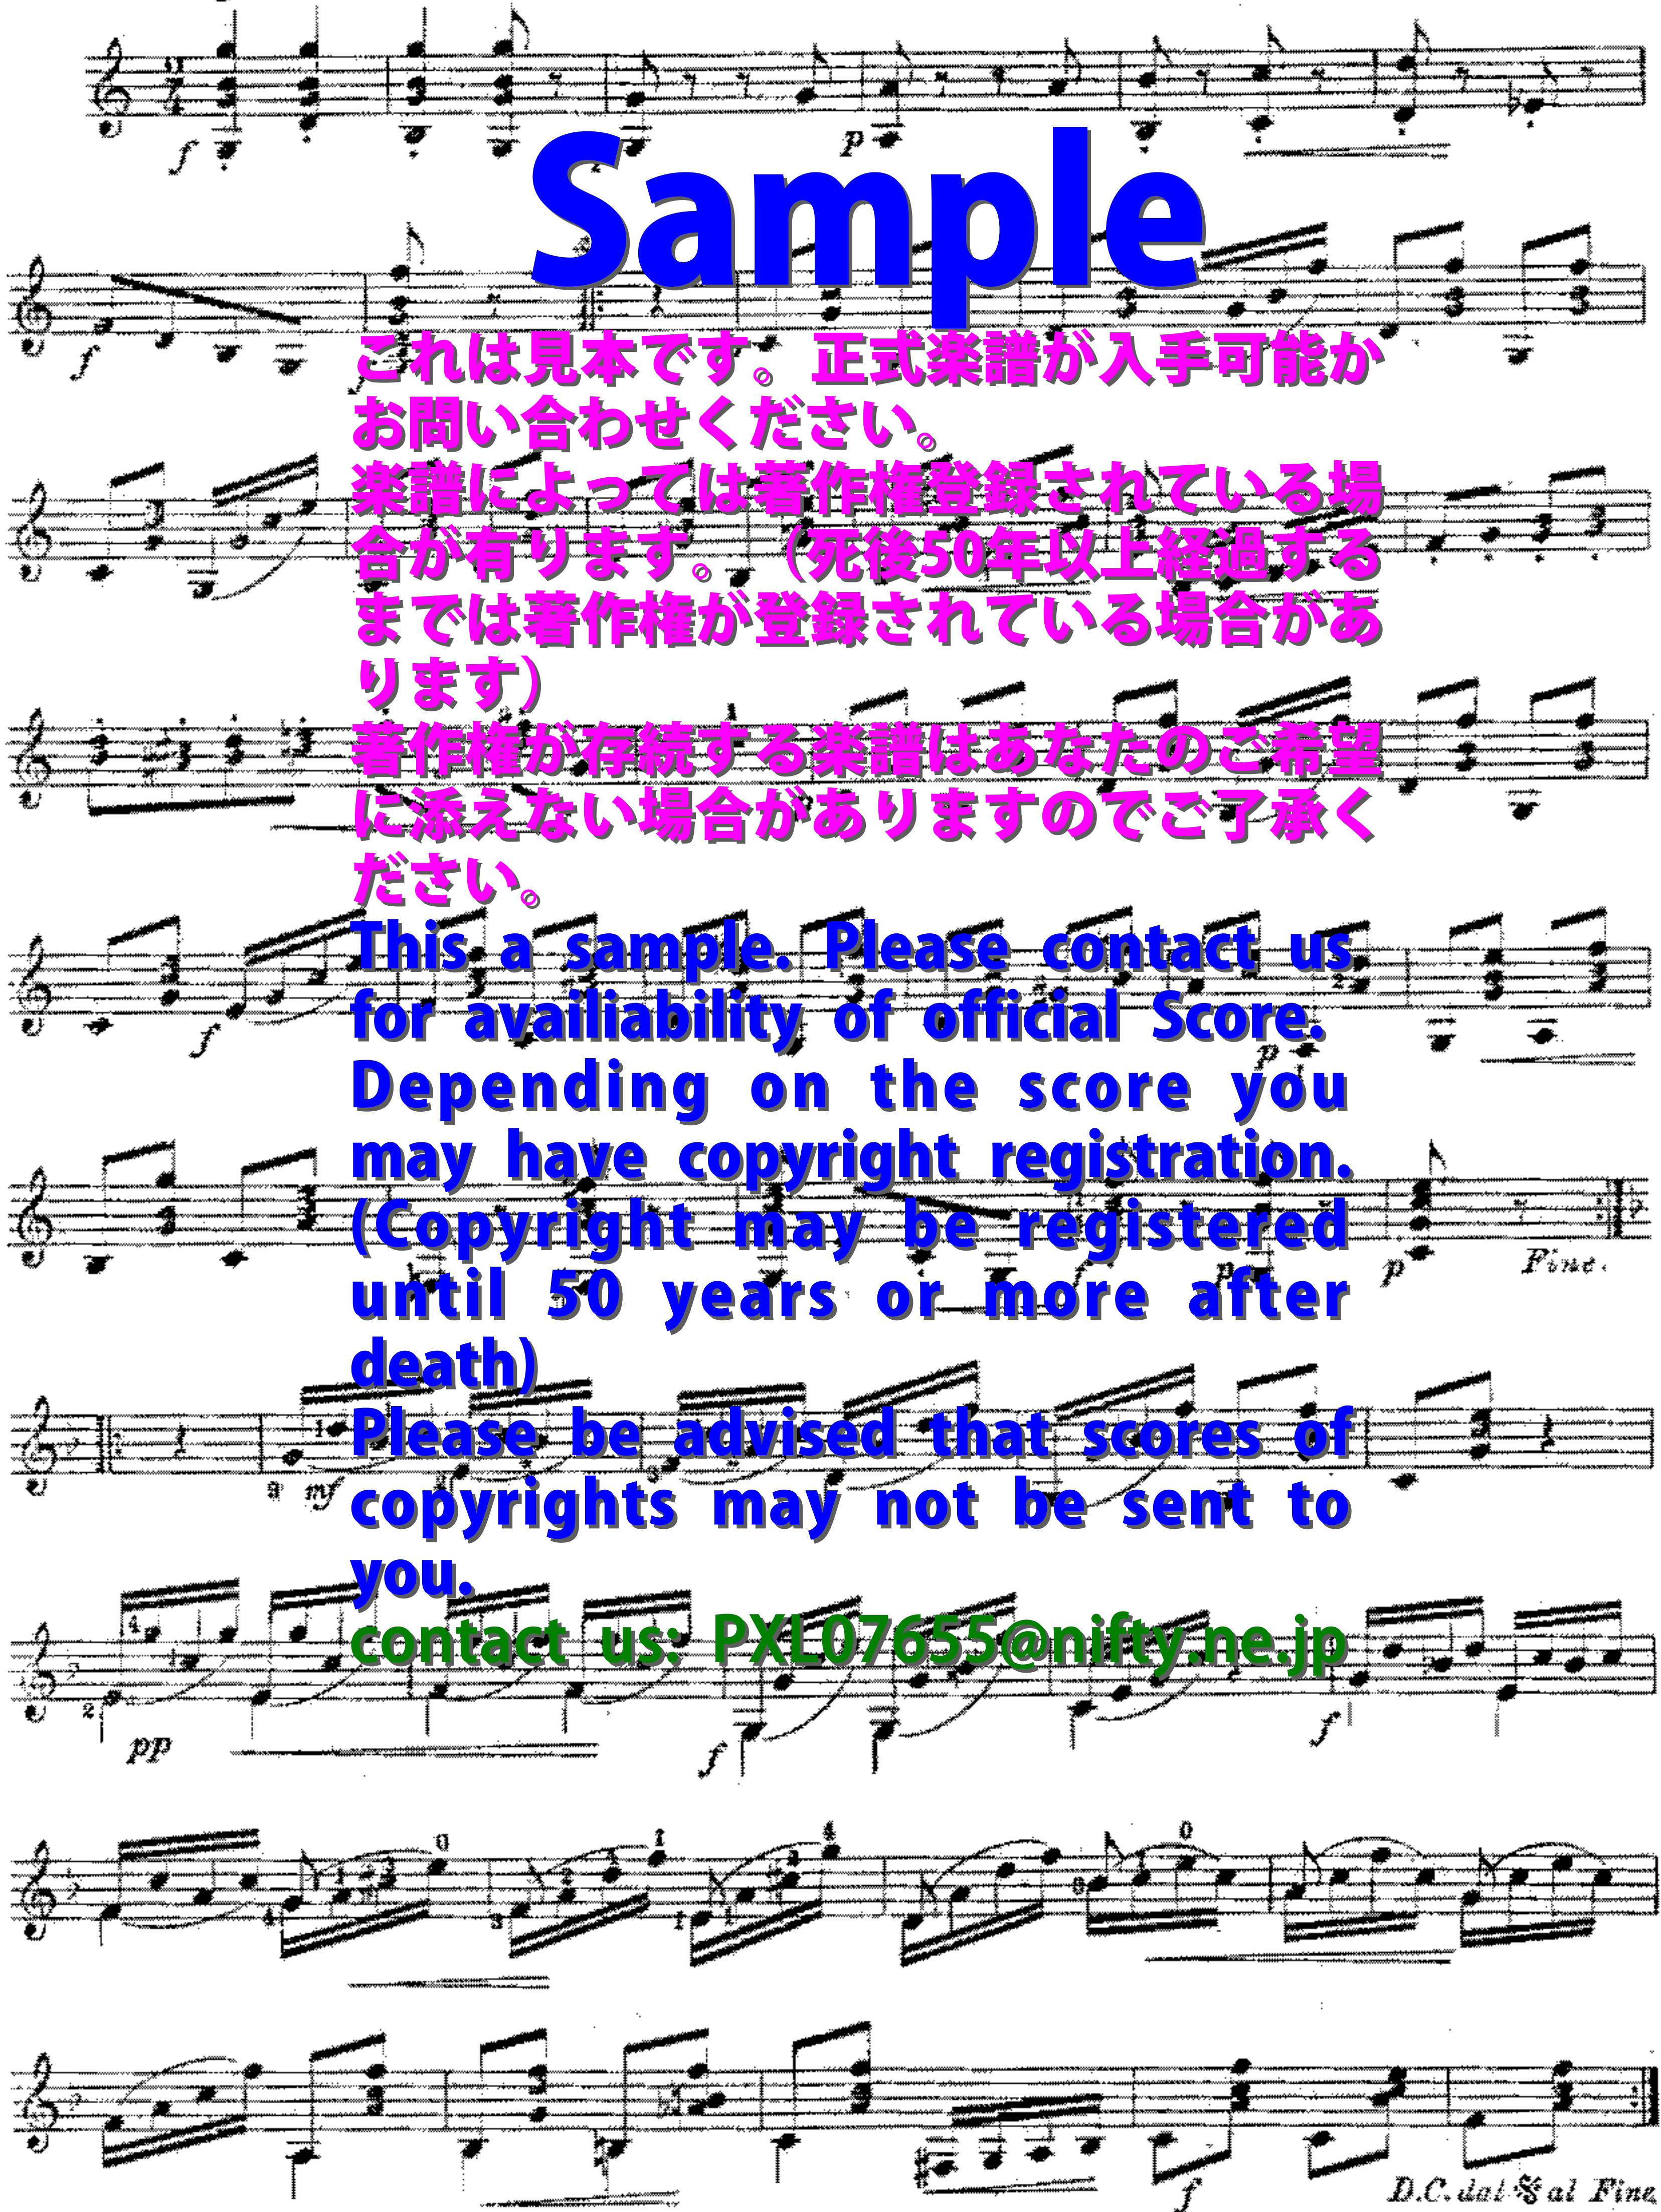 f
p
Sample
f
これは見本です。正式楽譜が入手可能か
お問い合わせください。
楽譜によっては著作権登録されている場
合が有ります。（死後50年以上経過する
までは著作権が登録されている場合があ
ります）
著作権が存続する楽譜はあなたのご希望
に添えない場合がありますのでご了承く
ださい。
This a sample. Please contact us
f
for availiability of official Score.
p
Depending on the score you
may have copyright registration.
(Copyright may be registered
p Fine.
until 50 years or more after
death)
Please be advised that scores of
mf
copyrights may not be sent to
you.
contact us: PXL07655@nifty.ne.jp
pp f f
f D.C. dal 𝄋 al Fine